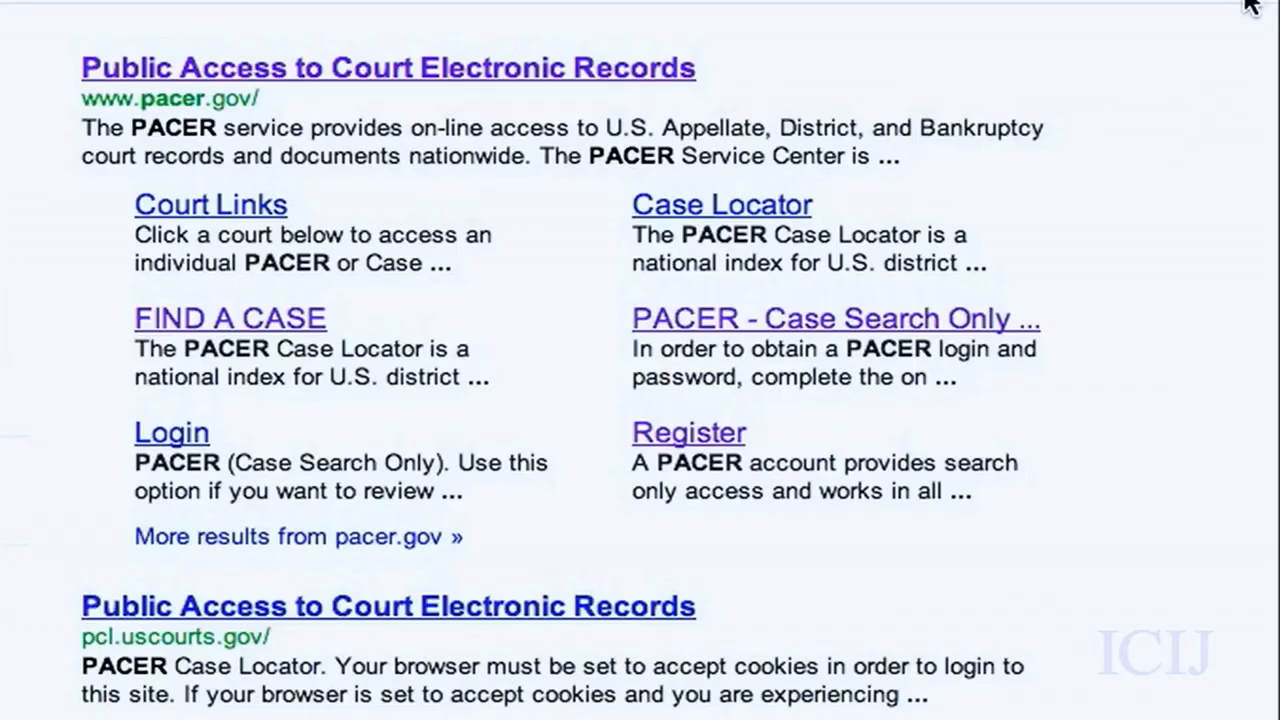 Public Access to Court Electronic Records
www.pacer.gov/
The PACER service provides on-line access to U.S. Appellate, District, and Bankruptcy
court records and documents nationwide. The PACER Service Center is ...
Court Links
Click a court below to access an
individual PACER or Case ...
Case Locator
The PACER Case Locator is a
national index for U.S. district ...
FIND A CASE
The PACER Case Locator is a
national index for U.S. district ...
PACER - Case Search Only ...
In order to obtain a PACER login and
password, complete the on ...
Login
PACER (Case Search Only). Use this
option if you want to review ...
Register
A PACER account provides search
only access and works in all ...
More results from pacer.gov »
Public Access to Court Electronic Records
pcl.uscourts.gov/
PACER Case Locator. Your browser must be set to accept cookies in order to login to
this site. If your browser is set to accept cookies and you are experiencing ...
ICIJ